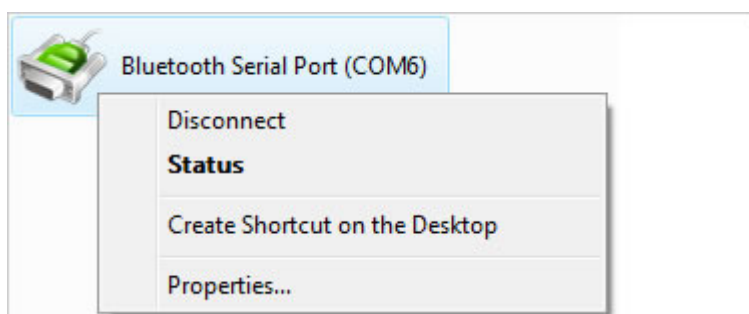 Bluetooth Serial Port (COM6)
Disconnect
Status
Create Shortcut on the Desktop
Properties...